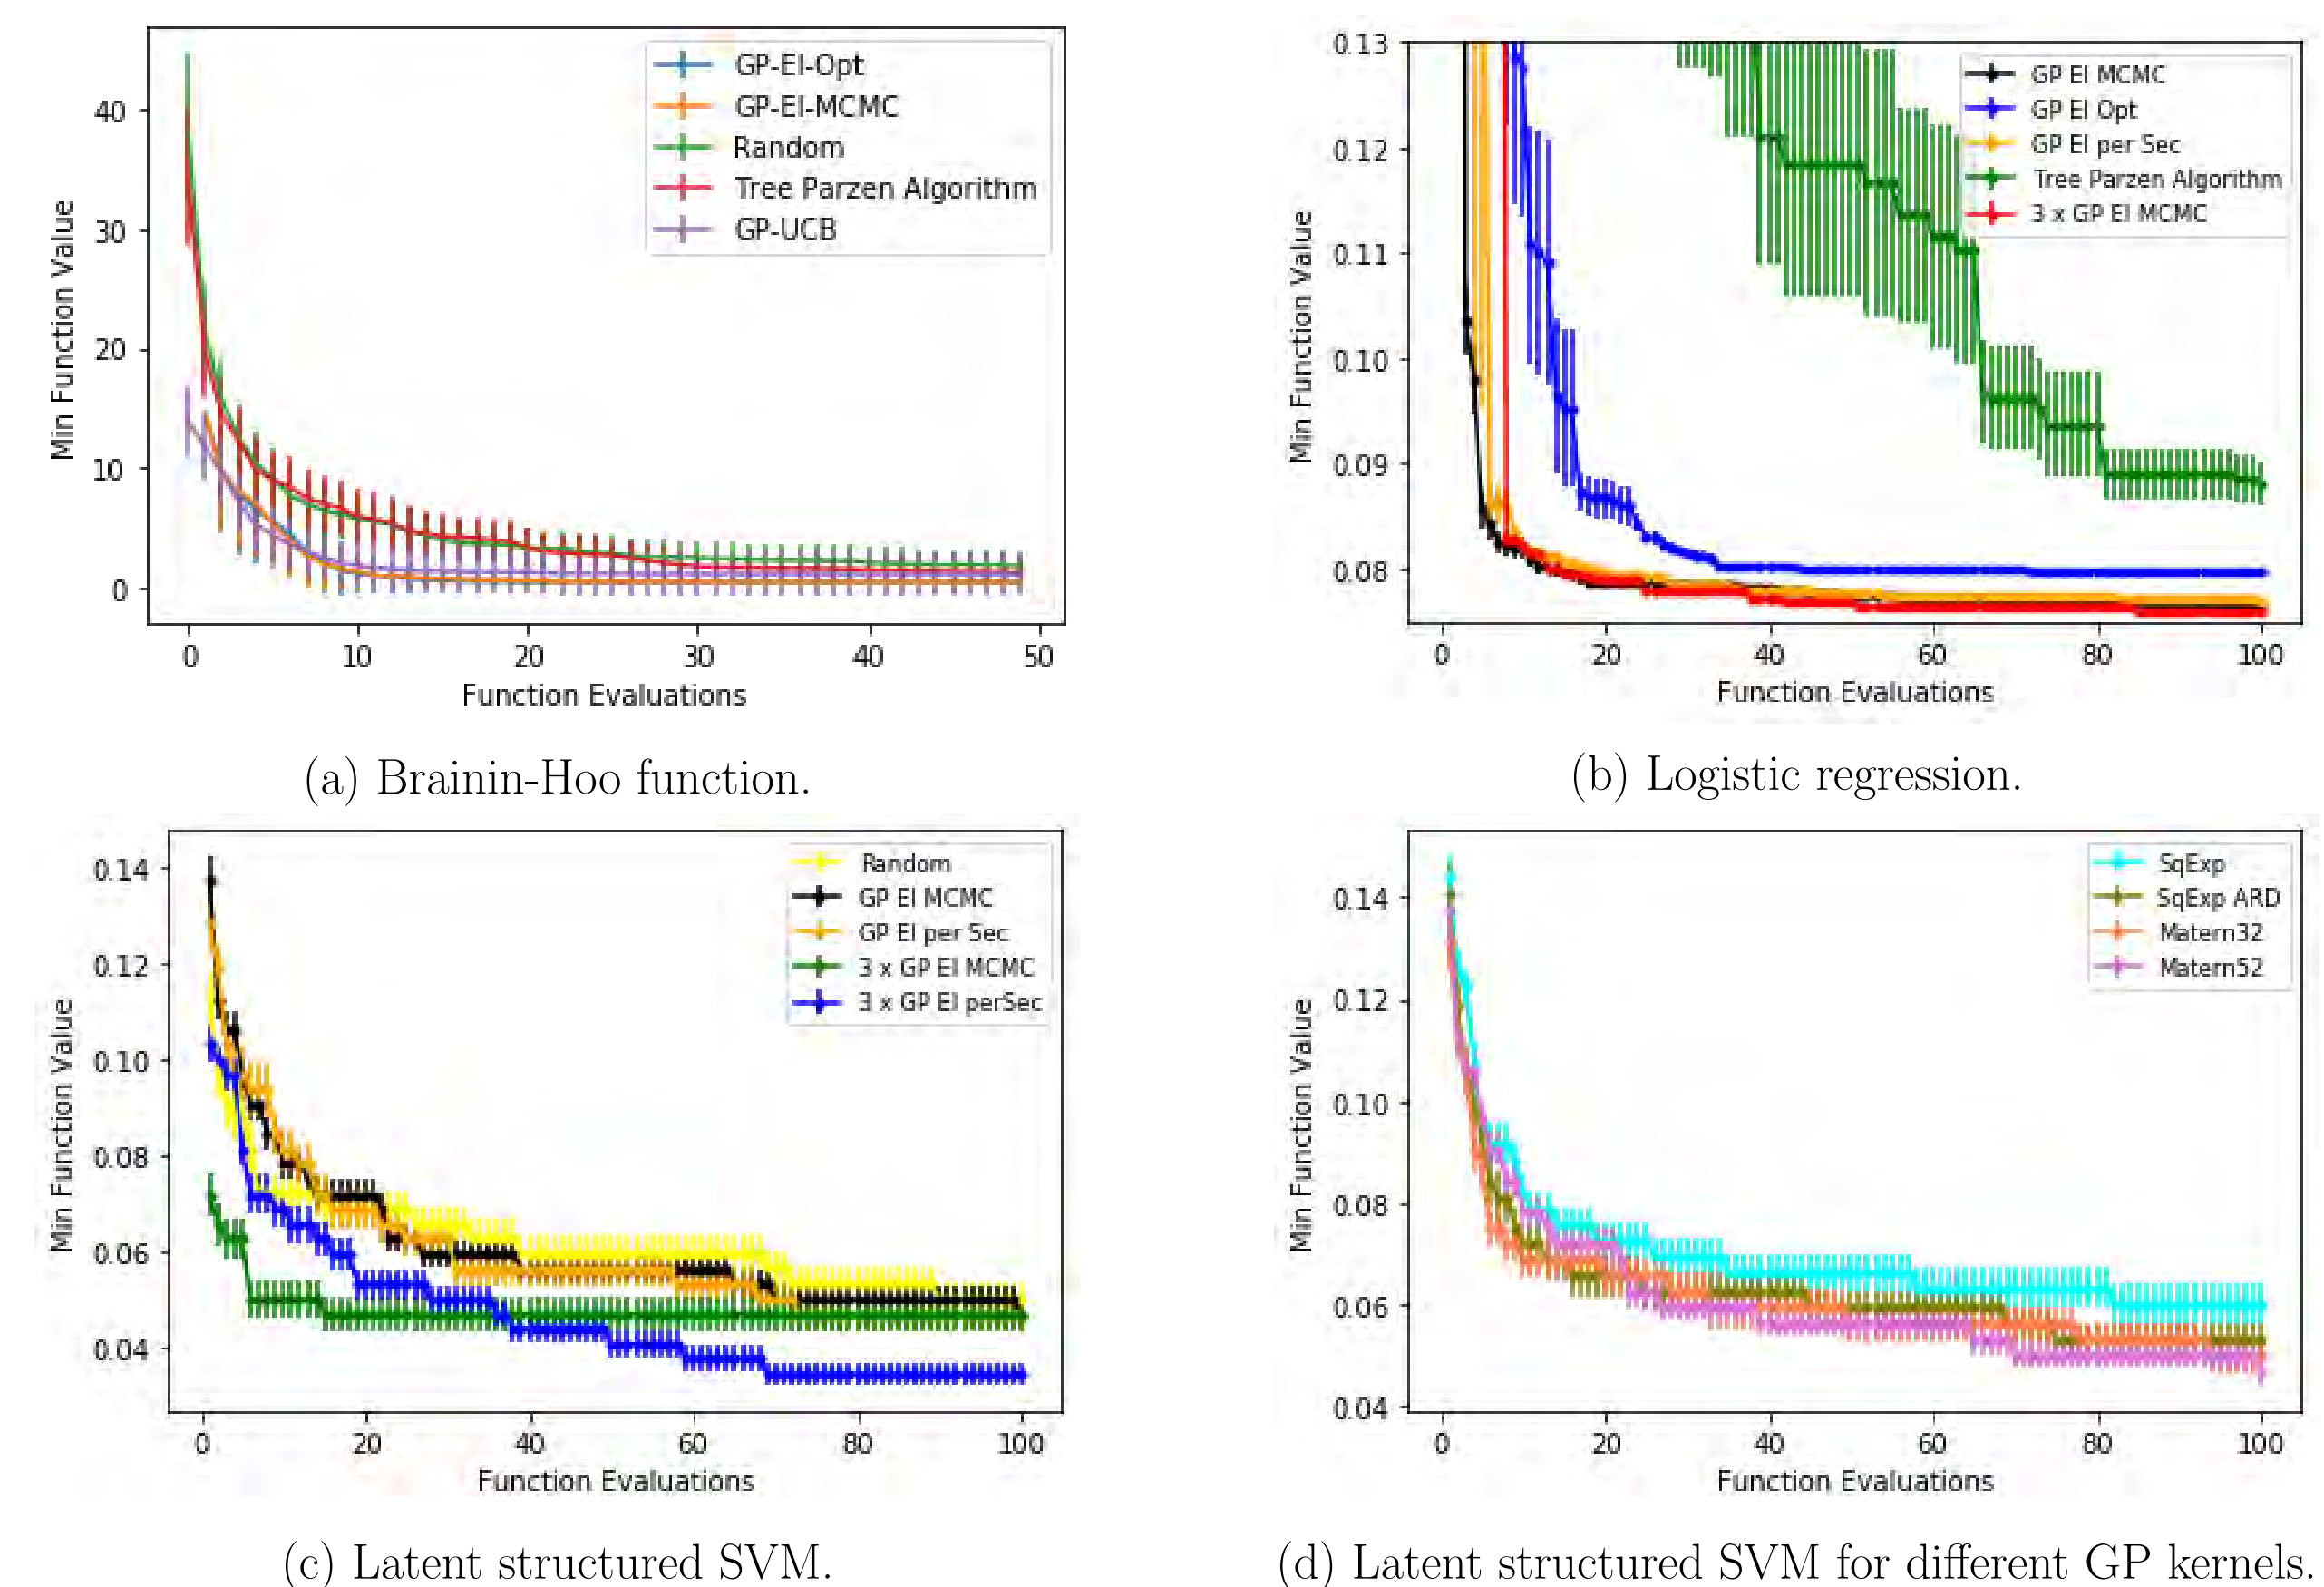 GP-EI-Opt
GP-EI-MCMC
Random
Tree Parzen Algorithm
GP-UCB
Min Function Value
40
30
20
10
0
0 10 20 30 40 50
Function Evaluations
(a) Brainin-Hoo function.
GP EI MCMC
GP EI Opt
GP EI per Sec
Tree Parzen Algorithm
3 x GP EI MCMC
Min Function Value
0.13
0.12
0.11
0.10
0.09
0.08
0 20 40 60 80 100
Function Evaluations
(b) Logistic regression.
Random
GP EI MCMC
GP EI per Sec
3 x GP EI MCMC
3 x GP EI perSec
Min Function Value
0.14
0.12
0.10
0.08
0.06
0.04
0 20 40 60 80 100
Function Evaluations
(c) Latent structured SVM.
SqExp
SqExp ARD
Matern32
Matern52
Min Function Value
0.14
0.12
0.10
0.08
0.06
0.04
0 20 40 60 80 100
Function Evaluations
(d) Latent structured SVM for different GP kernels.